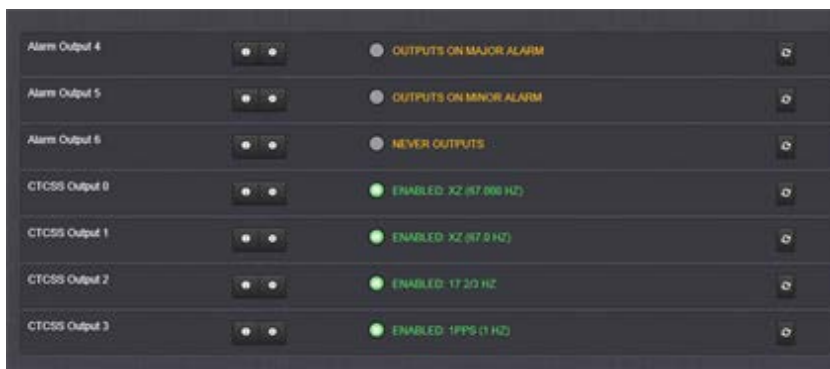 Alarm Output 4 OUTPUTS ON MAJOR ALARM
Alarm Output 5 OUTPUTS ON MINOR ALARM
Alarm Output 6 NEVER OUTPUTS
CTCSS Output 0 ENABLED: XZ (67.000 HZ)
CTCSS Output 1 ENABLED: XZ (67.0 HZ)
CTCSS Output 2 ENABLED: 17 2/3 HZ
CTCSS Output 3 ENABLED: 1PPS (1 HZ)